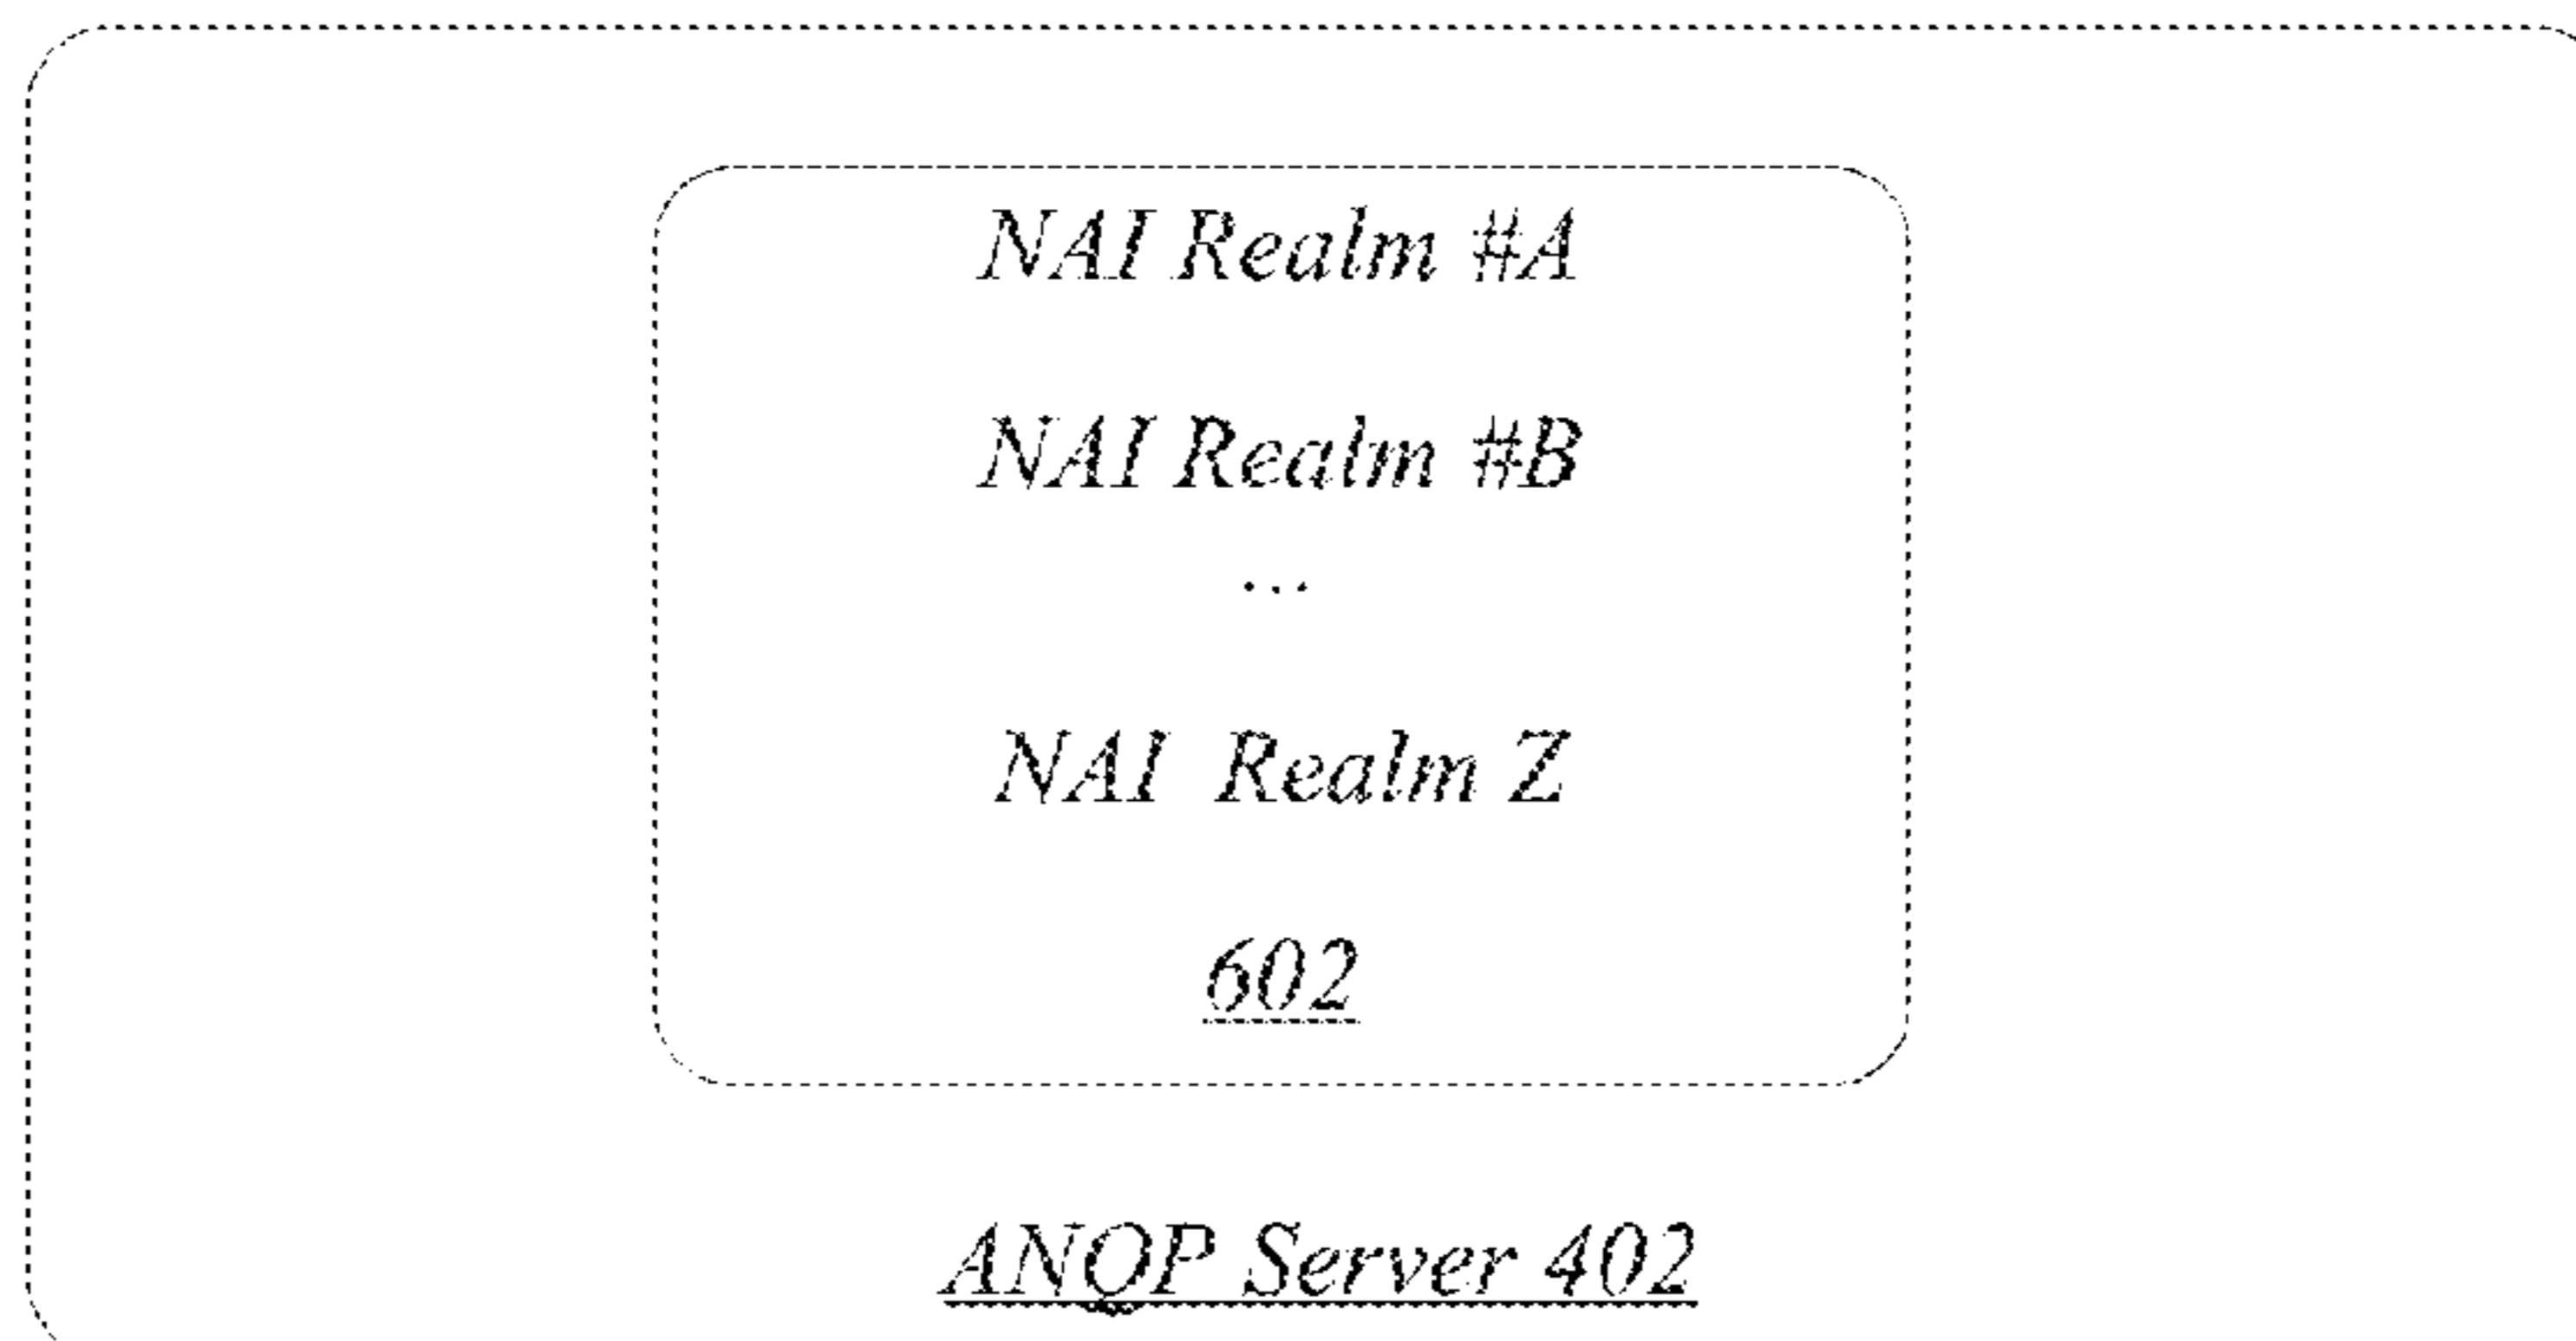 NAI Realm #A
NAI Realm #B
...
NAI Realm Z
602
ANQP Server 402